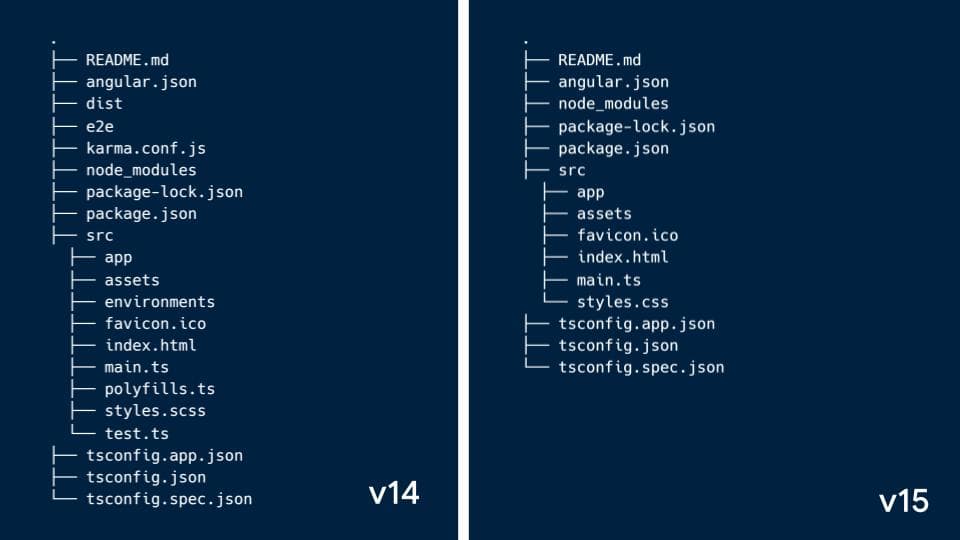 .
├── README.md
├── angular.json
├── dist
├── e2e
├── karma.conf.js
├── node_modules
├── package-lock.json
├── package.json
├── src
  ├── app
  ├── assets
  ├── environments
  ├── favicon.ico
  ├── index.html
  ├── main.ts
  ├── polyfills.ts
  ├── styles.scss
  └── test.ts
├── tsconfig.app.json
├── tsconfig.json
└── tsconfig.spec.json
v14
.
├── README.md
├── angular.json
├── node_modules
├── package-lock.json
├── package.json
├── src
  ├── app
  ├── assets
  ├── favicon.ico
  ├── index.html
  ├── main.ts
  └── styles.css
├── tsconfig.app.json
├── tsconfig.json
└── tsconfig.spec.json
v15